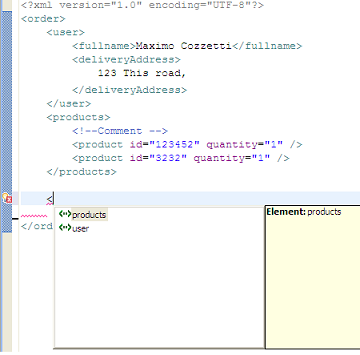 <?xml version="1.0" encoding="UTF-8"?>
<order>
<user>
<fullname>Maximo Cozzetti</fullname>
<deliveryAddress>
123 This road,
</deliveryAddress>
</user>
<products>
<!--Comment -->
<product id="123452" quantity="1" />
<product id="3232" quantity="1" />
</products>
<
products
user
Element: products
</ord